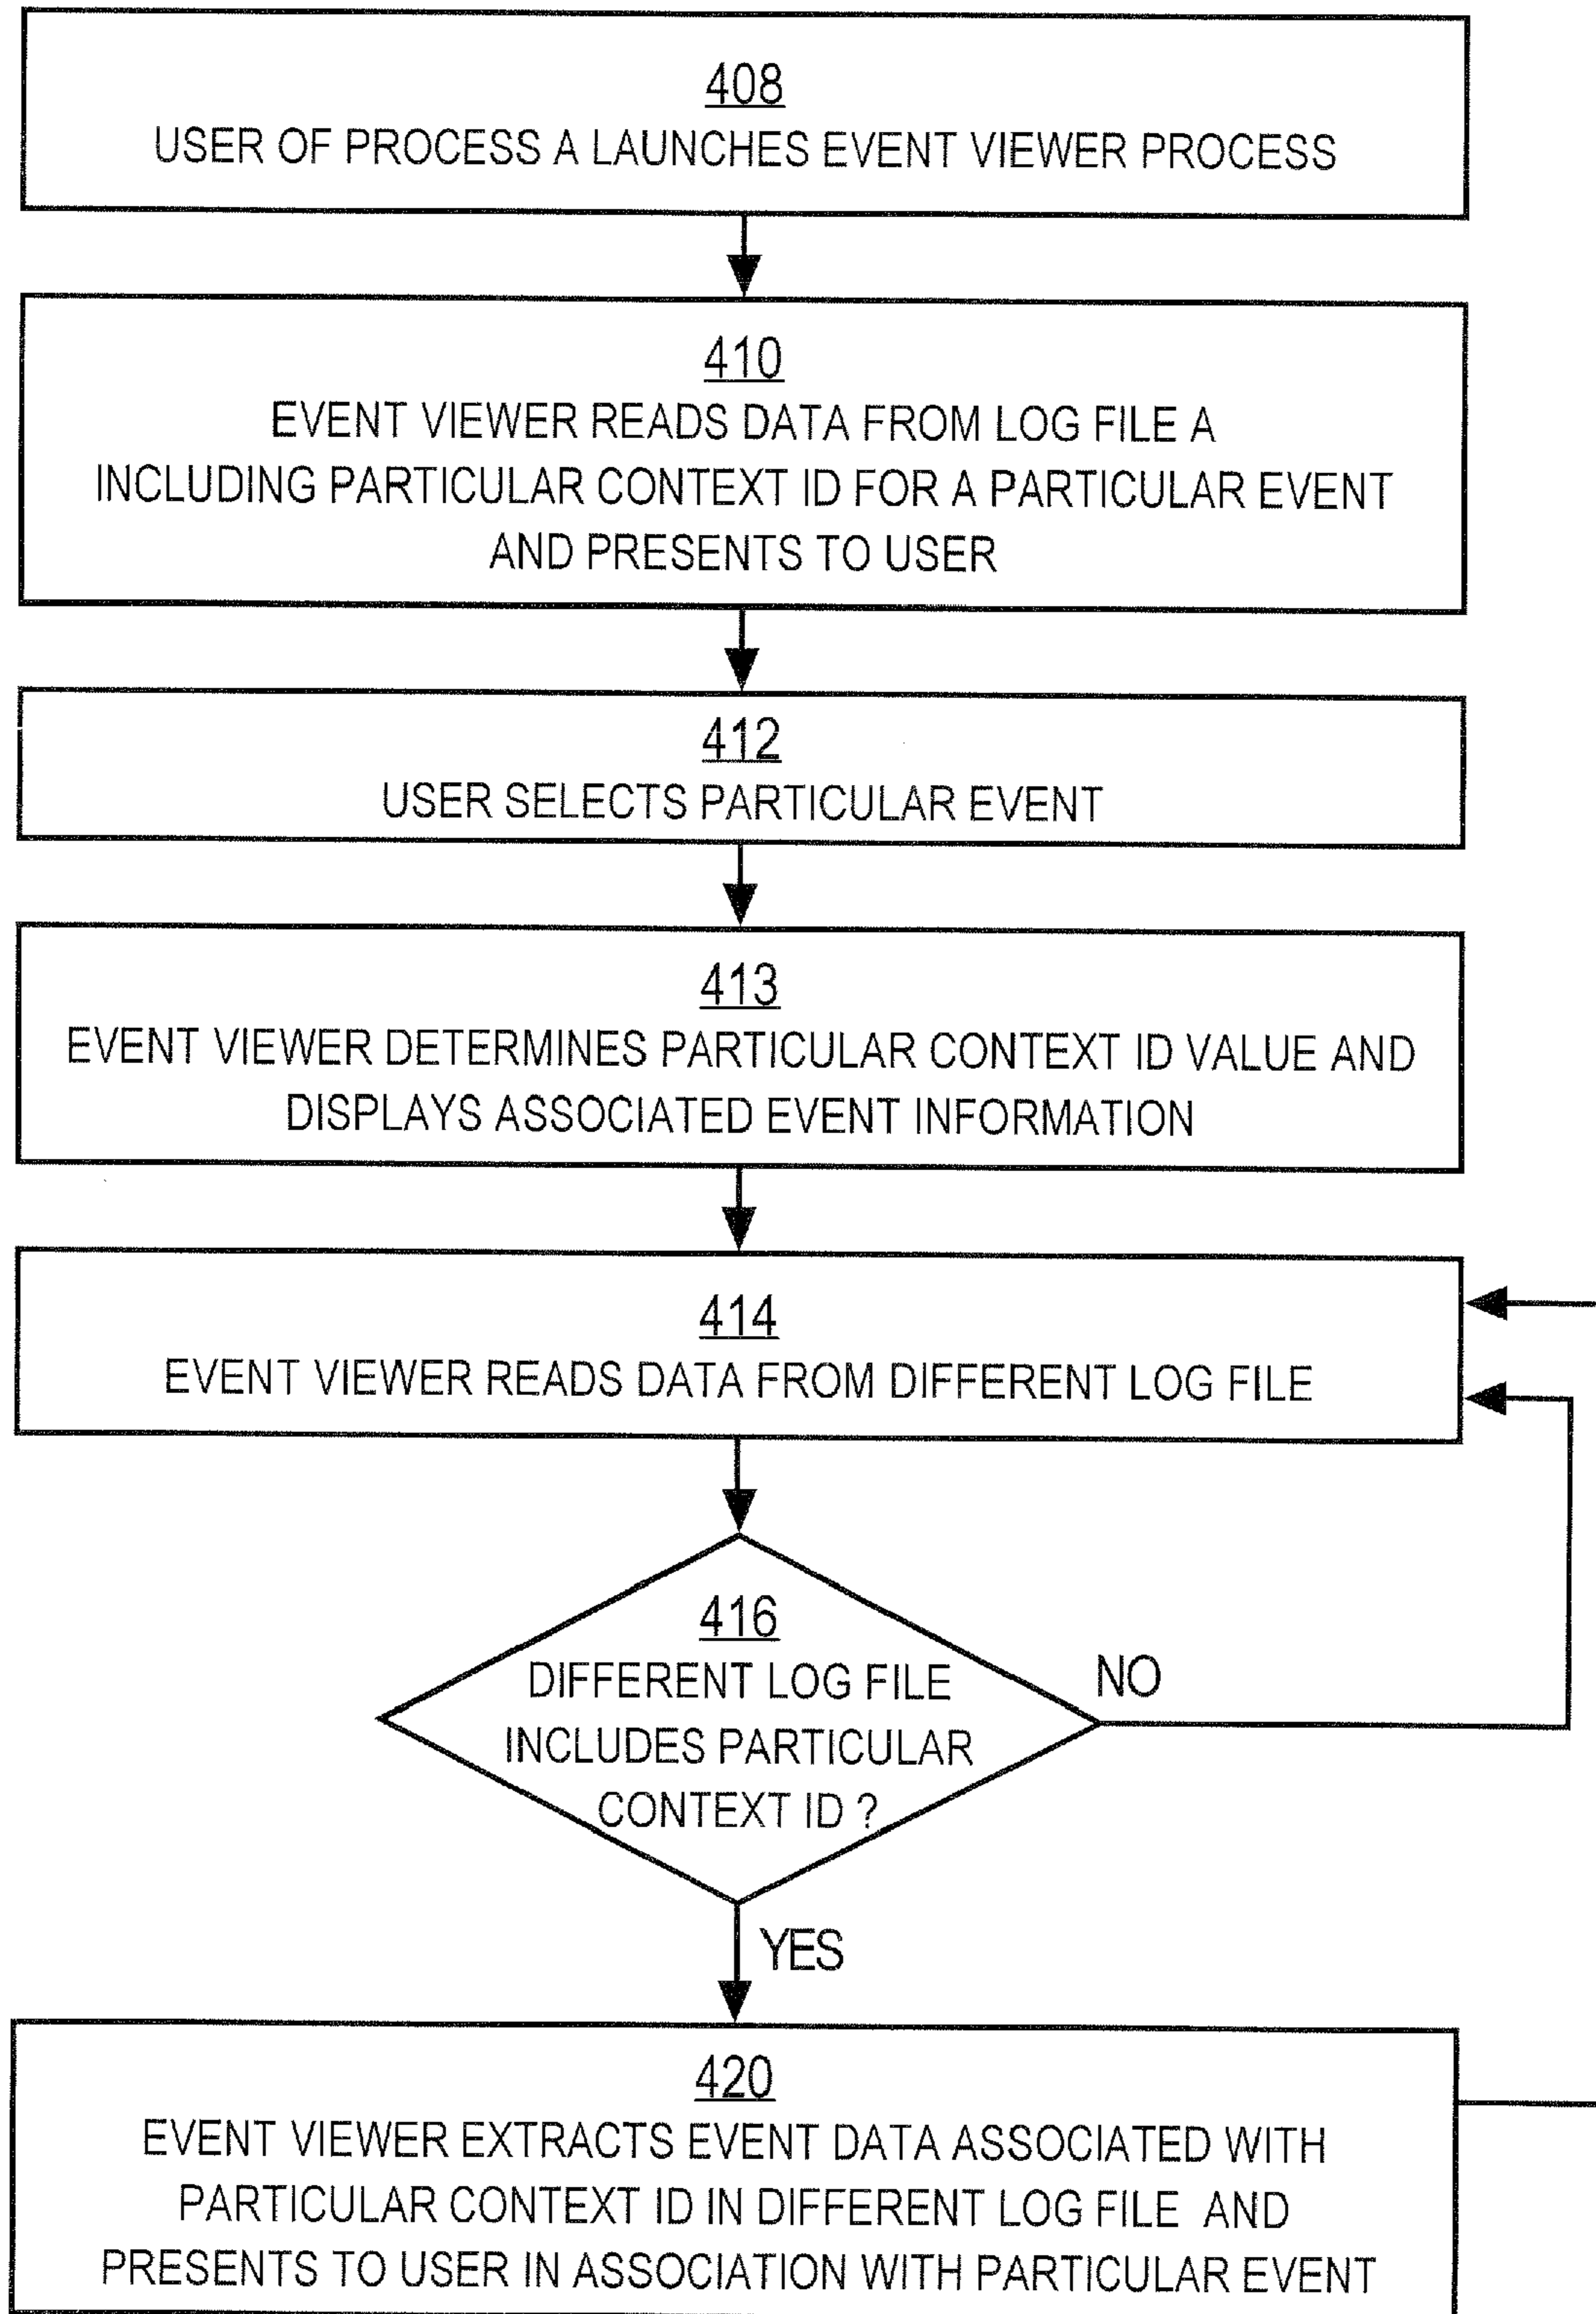 408
USER OF PROCESS A LAUNCHES EVENT VIEWER PROCESS
410
EVENT VIEWER READS DATA FROM LOG FILE A
INCLUDING PARTICULAR CONTEXT ID FOR A PARTICULAR EVENT
AND PRESENTS TO USER
412
USER SELECTS PARTICULAR EVENT
413
EVENT VIEWER DETERMINES PARTICULAR CONTEXT ID VALUE AND
DISPLAYS ASSOCIATED EVENT INFORMATION
414
EVENT VIEWER READS DATA FROM DIFFERENT LOG FILE
416
DIFFERENT LOG FILE
INCLUDES PARTICULAR
CONTEXT ID ?
NO
YES
420
EVENT VIEWER EXTRACTS EVENT DATA ASSOCIATED WITH
PARTICULAR CONTEXT ID IN DIFFERENT LOG FILE AND
PRESENTS TO USER IN ASSOCIATION WITH PARTICULAR EVENT